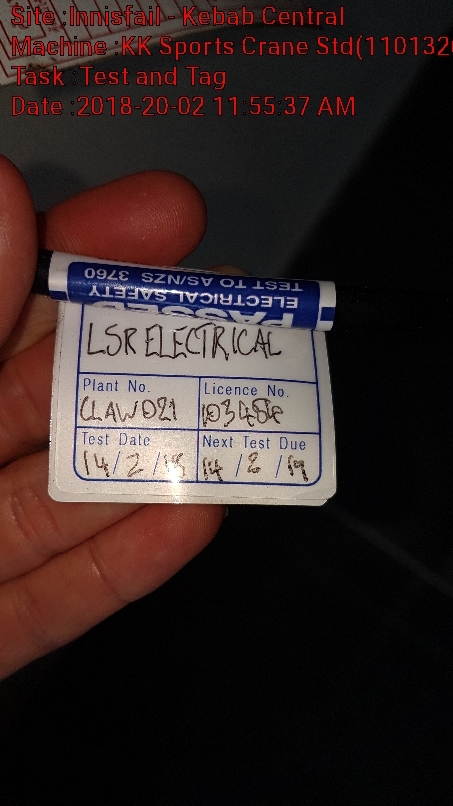 Site :Innisfail - Kebab Central
Machine :KK Sports Crane Std(1101320
Task :Test and Tag
Date :2018-20-02 11:55:37 AM
TEST TO AS/NZS 3760
ELECTRICAL SAFETY
PASSED
LSR ELECTRICAL
Plant No. Licence No.
CLAW021
Test Date Next Test Due
14/2/18 14/2/19